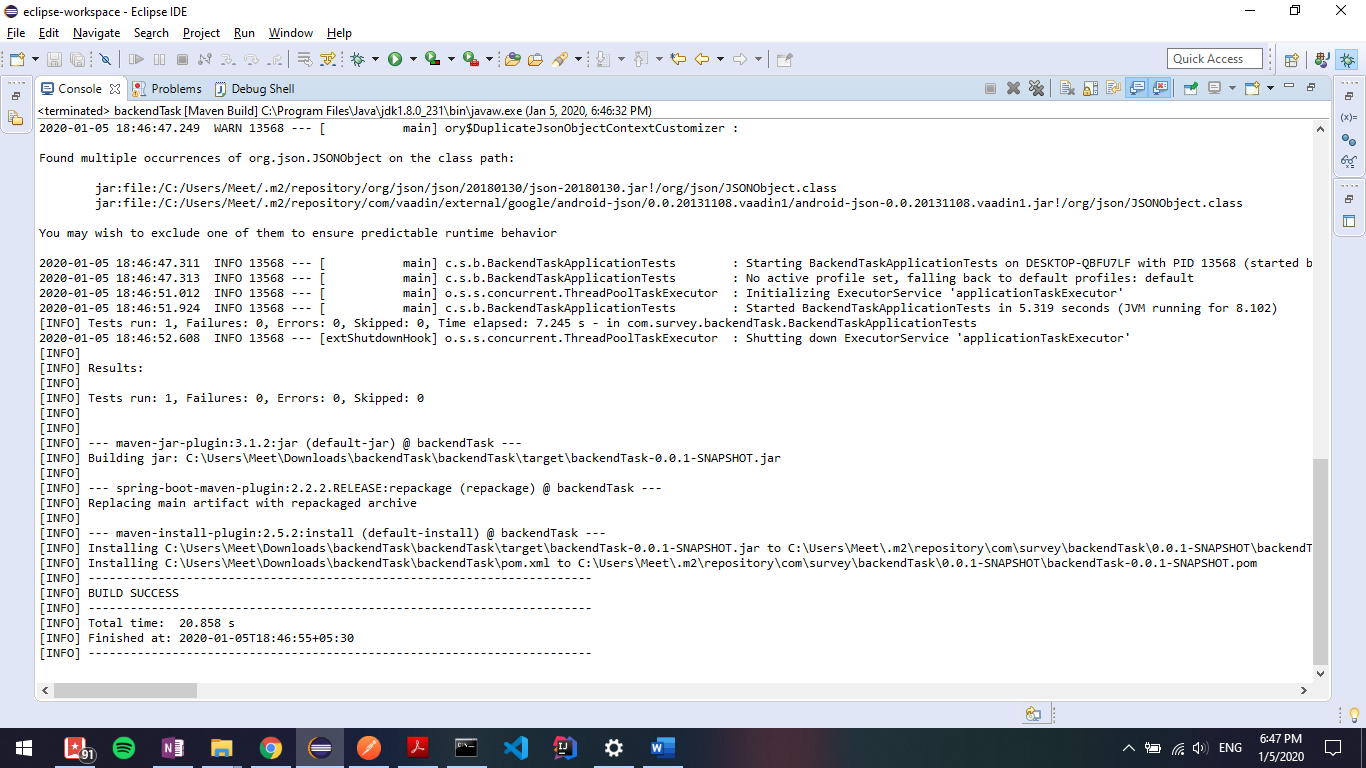 eclipse-workspace - Eclipse IDE
File Edit Navigate Search Project Run Window Help
Quick Access
Console Problems Debug Shell
<terminated> backendTask [Maven Build] C:\Program Files\Java\jdk1.8.0_231\bin\javaw.exe (Jan 5, 2020, 6:46:32 PM)
2020-01-05 18:46:47.249  WARN 13568 --- [           main] ory$DuplicateJsonObjectContextCustomizer :
Found multiple occurrences of org.json.JSONObject on the class path:
jar:file:/C:/Users/Meet/.m2/repository/org/json/json/20180130/json-20180130.jar!/org/json/JSONObject.class
jar:file:/C:/Users/Meet/.m2/repository/com/vaadin/external/google/android-json/0.0.20131108.vaadin1/android-json-0.0.20131108.vaadin1.jar!/org/json/JSONObject.class
You may wish to exclude one of them to ensure predictable runtime behavior
2020-01-05 18:46:47.311  INFO 13568 --- [           main] c.s.b.BackendTaskApplicationTests        : Starting BackendTaskApplicationTests on DESKTOP-QBFU7LF with PID 13568 (started b
2020-01-05 18:46:47.313  INFO 13568 --- [           main] c.s.b.BackendTaskApplicationTests        : No active profile set, falling back to default profiles: default
2020-01-05 18:46:51.012  INFO 13568 --- [           main] o.s.s.concurrent.ThreadPoolTaskExecutor  : Initializing ExecutorService 'applicationTaskExecutor'
2020-01-05 18:46:51.924  INFO 13568 --- [           main] c.s.b.BackendTaskApplicationTests        : Started BackendTaskApplicationTests in 5.319 seconds (JVM running for 8.102)
[INFO] Tests run: 1, Failures: 0, Errors: 0, Skipped: 0, Time elapsed: 7.245 s - in com.survey.backendTask.BackendTaskApplicationTests
2020-01-05 18:46:52.608  INFO 13568 --- [extShutdownHook] o.s.s.concurrent.ThreadPoolTaskExecutor  : Shutting down ExecutorService 'applicationTaskExecutor'
[INFO]
[INFO] Results:
[INFO]
[INFO] Tests run: 1, Failures: 0, Errors: 0, Skipped: 0
[INFO]
[INFO]
[INFO] --- maven-jar-plugin:3.1.2:jar (default-jar) @ backendTask ---
[INFO] Building jar: C:\Users\Meet\Downloads\backendTask\backendTask\target\backendTask-0.0.1-SNAPSHOT.jar
[INFO]
[INFO] --- spring-boot-maven-plugin:2.2.2.RELEASE:repackage (repackage) @ backendTask ---
[INFO] Replacing main artifact with repackaged archive
[INFO]
[INFO] --- maven-install-plugin:2.5.2:install (default-install) @ backendTask ---
[INFO] Installing C:\Users\Meet\Downloads\backendTask\backendTask\target\backendTask-0.0.1-SNAPSHOT.jar to C:\Users\Meet\.m2\repository\com\survey\backendTask\0.0.1-SNAPSHOT\backendT
[INFO] Installing C:\Users\Meet\Downloads\backendTask\backendTask\pom.xml to C:\Users\Meet\.m2\repository\com\survey\backendTask\0.0.1-SNAPSHOT\backendTask-0.0.1-SNAPSHOT.pom
[INFO] ------------------------------------------------------------------------
[INFO] BUILD SUCCESS
[INFO] ------------------------------------------------------------------------
[INFO] Total time:  20.858 s
[INFO] Finished at: 2020-01-05T18:46:55+05:30
[INFO] ------------------------------------------------------------------------
91
ENG
6:47 PM
1/5/2020